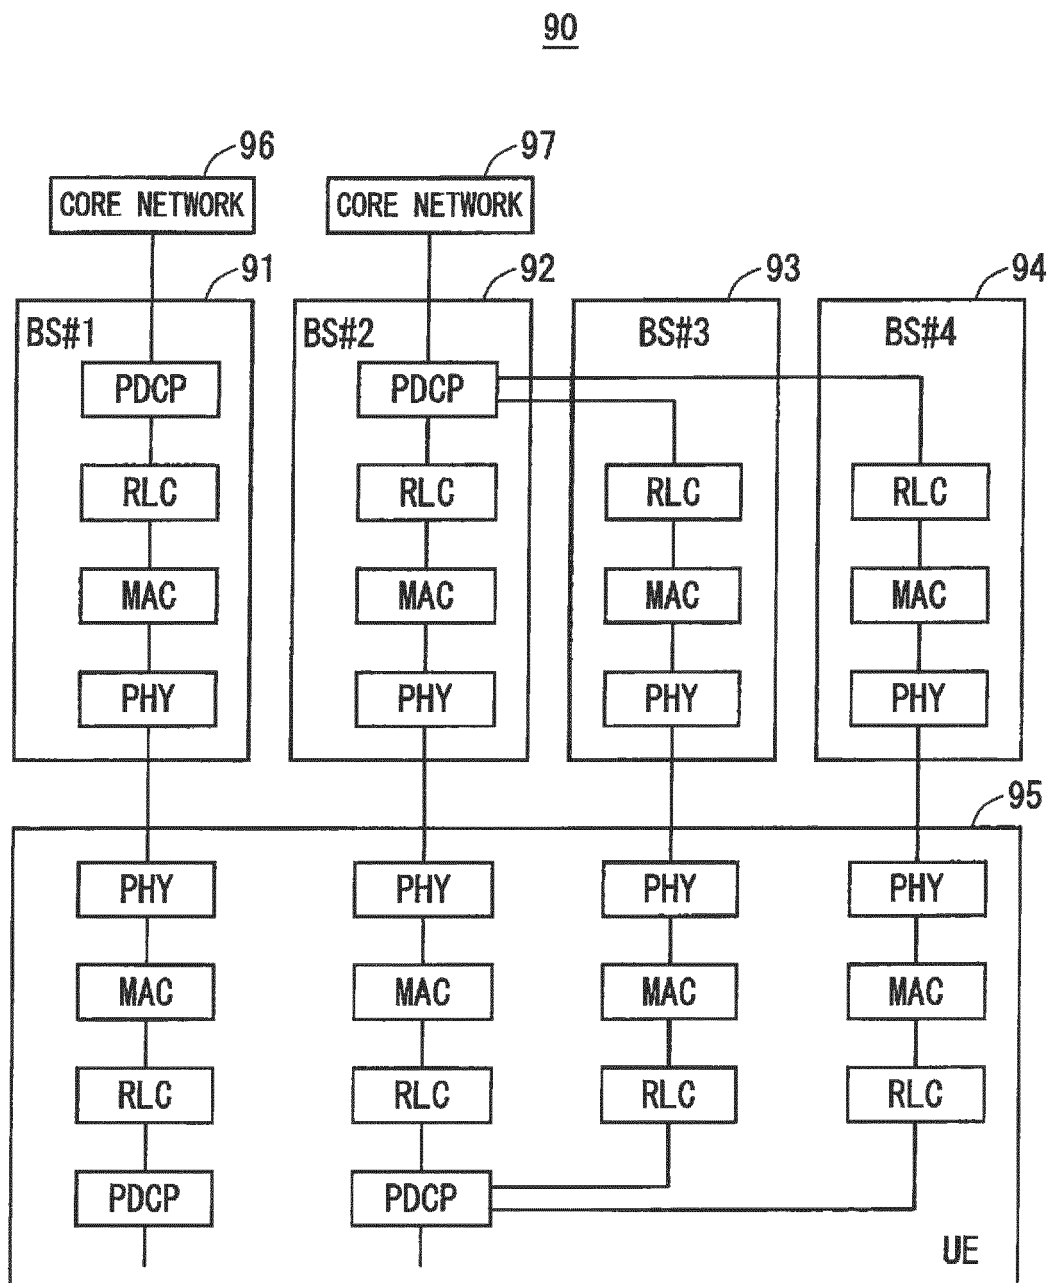 90
96
97
CORE NETWORK
CORE NETWORK
91
92
93
94
BS#1
BS#2
BS#3
BS#4
PDCP
PDCP
RLC
RLC
RLC
RLC
MAC
MAC
MAC
MAC
PHY
PHY
PHY
PHY
95
PHY
PHY
PHY
PHY
MAC
MAC
MAC
MAC
RLC
RLC
RLC
RLC
PDCP
PDCP
UE